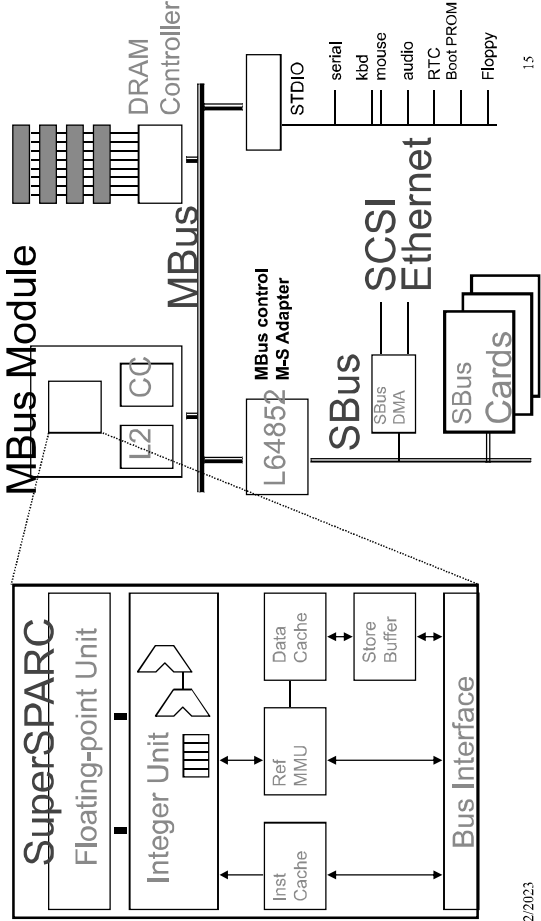 SuperSPARC
Floating-point Unit
Integer Unit
Inst
Cache
Ref
MMU
Data
Cache
Store
Buffer
Bus Interface
MBus Module
L2
CC
DRAM
Controller
MBus
L64852
MBus control
M-S Adapter
STDIO
serial
kbd
mouse
audio
RTC
Boot PROM
Floppy
SBus
SBus
DMA
SCSI
Ethernet
SBus
Cards
2/2023
15